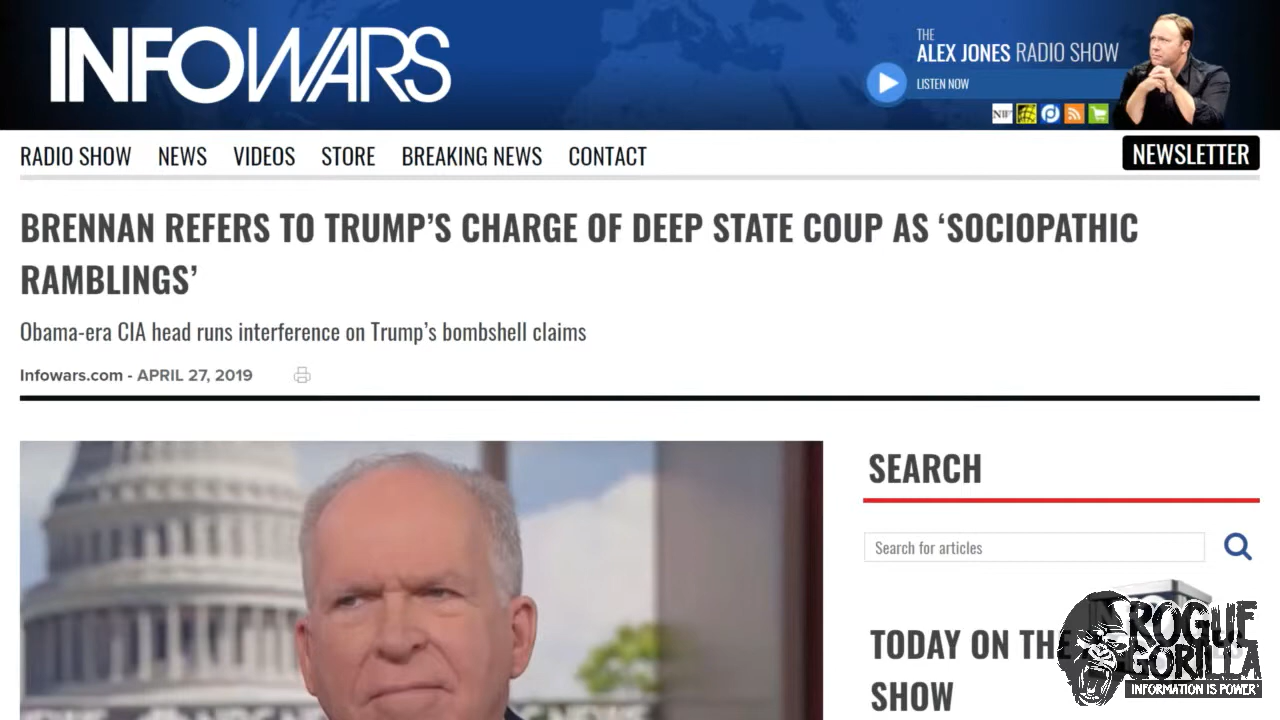 INFOWARS
THE
ALEX JONES RADIO SHOW
LISTEN NOW
RADIO SHOW NEWS VIDEOS STORE BREAKING NEWS CONTACT NEWSLETTER
BRENNAN REFERS TO TRUMP’S CHARGE OF DEEP STATE COUP AS ‘SOCIOPATHIC
RAMBLINGS’
Obama-era CIA head runs interference on Trump’s bombshell claims
Infowars.com - APRIL 27, 2019
SEARCH
Search for articles
TODAY ON THE
SHOW
ROGUE
GORILLA
INFORMATION IS POWER